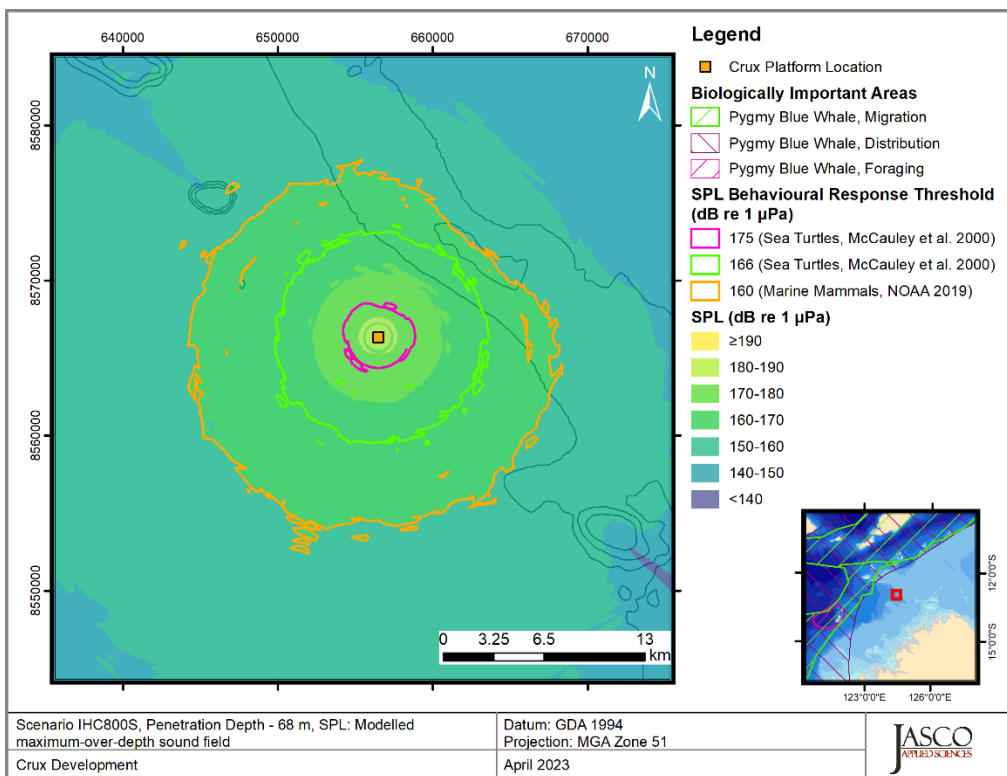 640000 650000 660000 670000
8580000
8570000
8560000
8550000
N
0 3.25 6.5 13
km
Legend
Crux Platform Location
Biologically Important Areas
Pygmy Blue Whale, Migration
Pygmy Blue Whale, Distribution
Pygmy Blue Whale, Foraging
SPL Behavioural Response Threshold
(dB re 1 µPa)
175 (Sea Turtles, McCauley et al. 2000)
166 (Sea Turtles, McCauley et al. 2000)
160 (Marine Mammals, NOAA 2019)
SPL (dB re 1 µPa)
≥190
180-190
170-180
160-170
150-160
140-150
<140
12°0'0"S
15°0'0"S
123°0'0"E 126°0'0"E
Scenario IHC800S, Penetration Depth - 68 m, SPL: Modelled
maximum-over-depth sound field
Crux Development
Datum: GDA 1994
Projection: MGA Zone 51
April 2023
JASCO
APPLIED SCIENCES